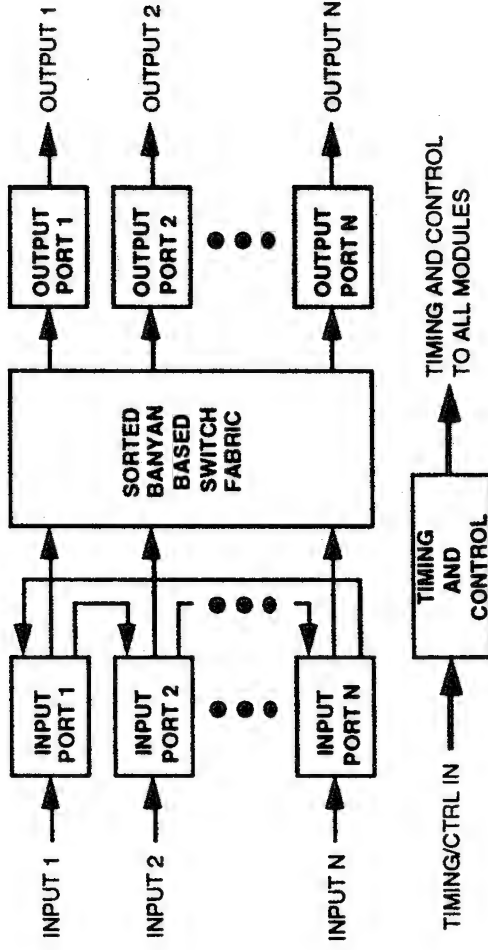 INPUT 1
INPUT
PORT 1
INPUT 2
INPUT
PORT 2
INPUT N
INPUT
PORT N
SORTED
BANYAN
BASED
SWITCH
FABRIC
OUTPUT
PORT 1
OUTPUT 1
OUTPUT
PORT 2
OUTPUT 2
OUTPUT
PORT N
OUTPUT N
TIMING/CTRL IN
TIMING
AND
CONTROL
TIMING AND CONTROL
TO ALL MODULES